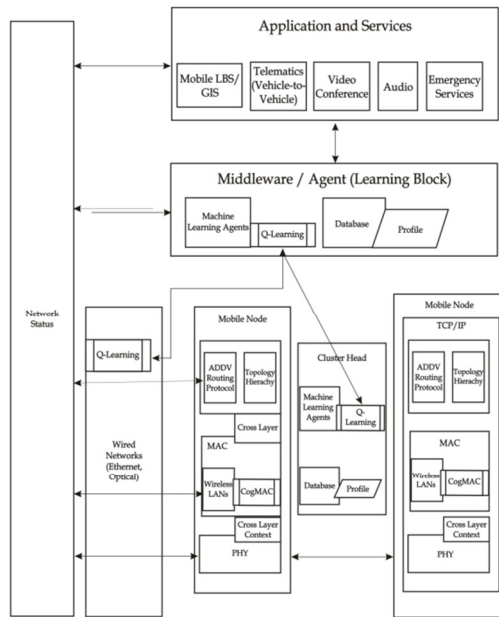 Application and Services
Mobile LBS/
GIS
Telematics
(Vehicle-to-
Vehicle)
Video
Conference
Audio
Emergency
Services
Middleware / Agent (Learning Block)
Machine
Learning Agents
Q-Learning
Database
Profile
Network
Status
Q-Learning
Wired
Networks
(Ethernet,
Optical)
Mobile Node
ADDV
Routing
Protocol
Topology
Hierachy
Cross Layer
MAC
Wireless
LANs
CogMAC
Cross Layer
Context
PHY
Cluster Head
Machine
Learning
Agents
Q-
Learning
Database
Profile
Mobile Node
TCP/IP
ADDV
Routing
Protocol
Topology
Hierachy
MAC
Wireless
LANs
CogMAC
Cross Layer
Context
PHY